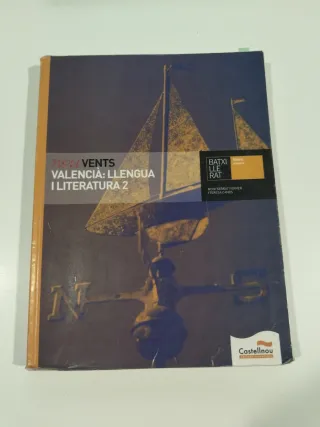 VENTS
VALENCIÀ: LLENGUA
I LITERATURA 2
BATXI
LLE
RAT
N
S
Castellnou